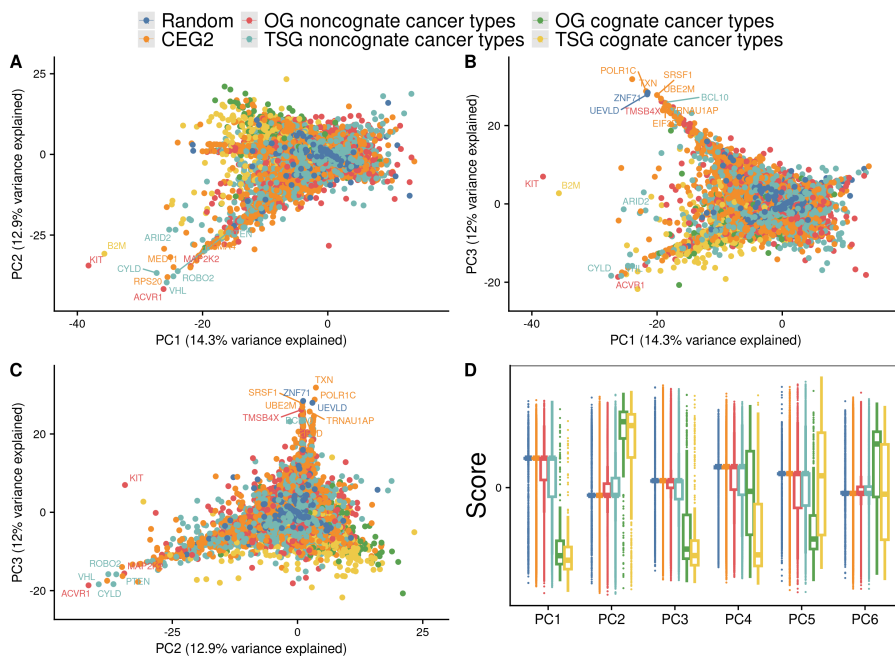 Random OG noncognate cancer types OG cognate cancer types
CEG2 TSG noncognate cancer types TSG cognate cancer types
A
PC2 (12.9% variance explained)
25
0
-25
ARID2
B2M
KIT
MED11
MAP2K2
CYLD
RPS20
ROBO2
VHL
ACVR1
-40 -20 0
PC1 (14.3% variance explained)
B
PC3 (12% variance explained)
20
0
-20
POLR1C
TXN
SRSF1
UBE2M
ZNF71
BCL10
UEVLD
TMSB4X
TRNAU1AP
KIT
B2M
ARID2
CYLD
VHL
ACVR1
-40 -20 0
PC1 (14.3% variance explained)
C
PC3 (12% variance explained)
20
0
-20
TXN
SRSF1
ZNF71
POLR1C
UBE2M
UEVLD
TMSB4X
TRNAU1AP
KIT
ROBO2
MAP2K2
VHL
PTEN
ACVR1
CYLD
-25 0 25
PC2 (12.9% variance explained)
D
Score
0
PC1 PC2 PC3 PC4 PC5 PC6